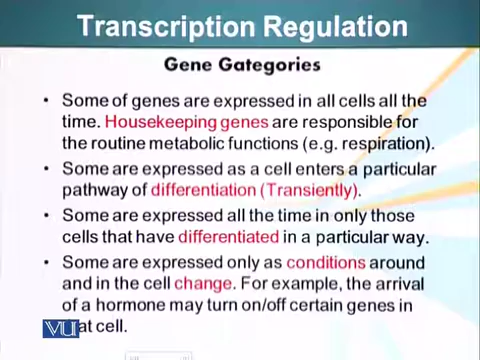 Transcription Regulation
Gene Gategories
• Some of genes are expressed in all cells all the
time. Housekeeping genes are responsible for
the routine metabolic functions (e.g. respiration).
• Some are expressed as a cell enters a particular
pathway of differentiation (Transiently).
• Some are expressed all the time in only those
cells that have differentiated in a particular way.
• Some are expressed only as conditions around
and in the cell change. For example, the arrival
of a hormone may turn on/off certain genes in
VU at cell.